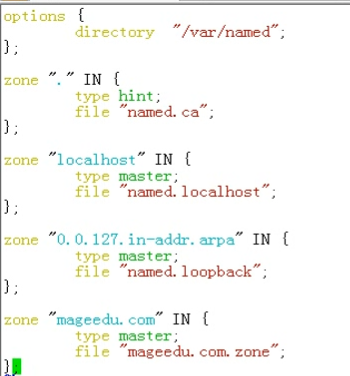 options {
        directory  "/var/named";
};

zone "." IN {
        type hint;
        file "named.ca";
};

zone "localhost" IN {
        type master;
        file "named.localhost";
};

zone "0.0.127.in-addr.arpa" IN {
        type master;
        file "named.loopback";
};

zone "mageedu.com" IN {
        type master;
        file "mageedu.com.zone";
};